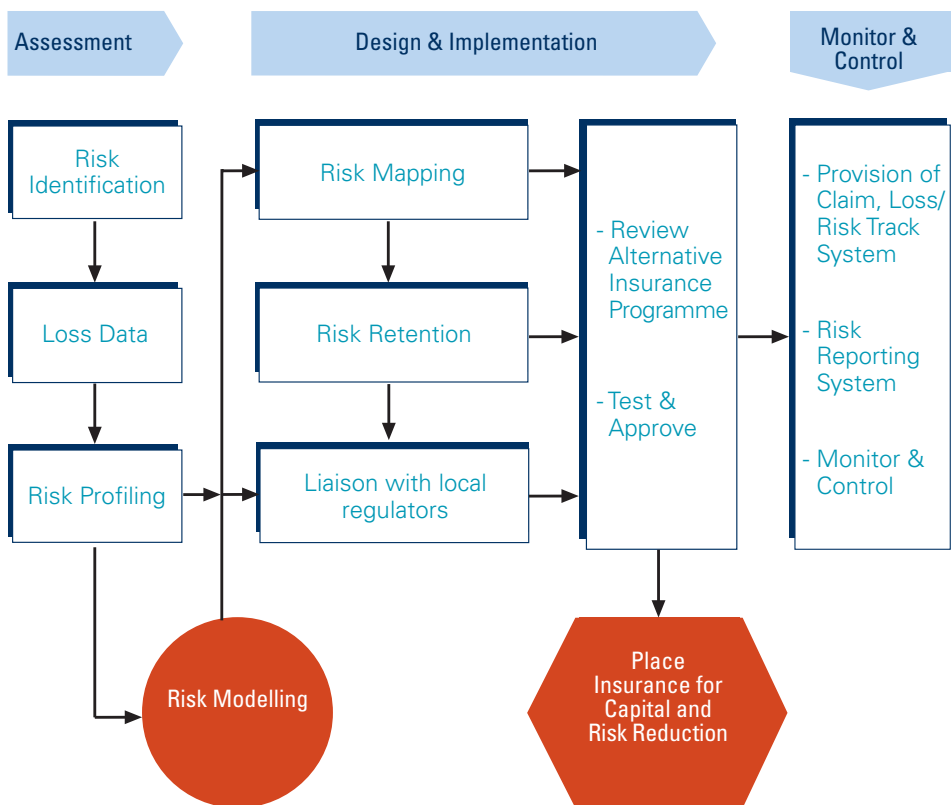 Assessment
Design & Implementation
Monitor &
Control
Risk
Identification
Loss Data
Risk Profiling
Risk Modelling
Risk Mapping
Risk Retention
Liaison with local
regulators
- Review
Alternative
Insurance
Programme
- Test &
Approve
Place
Insurance for
Capital and
Risk Reduction
- Provision of
Claim, Loss/
Risk Track
System
- Risk
Reporting
System
- Monitor &
Control